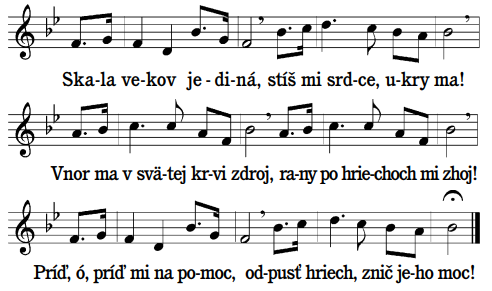 Ska-la ve-kov je-di-ná, stíš mi srd-ce, u-kry ma!
Vnor ma v svä-tej kr-vi zdroj, ra-ny po hrie-choch mi zhoj!
Príď, ó, príď mi na po-moc, od-pusť hriech, znič je-ho moc!